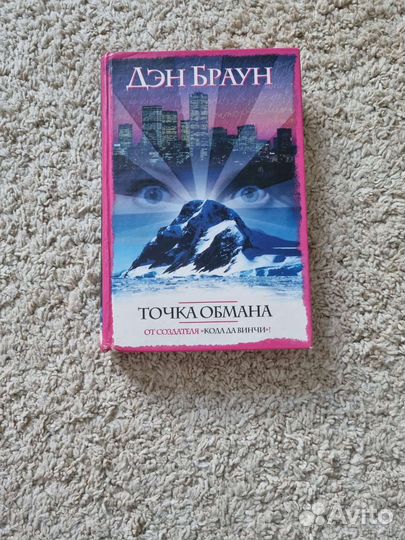 ДЭН БРАУН
ТОЧКА ОБМАНА
ОТ СОЗДАТЕЛЯ «КОДА ДА ВИНЧИ»!
Avito